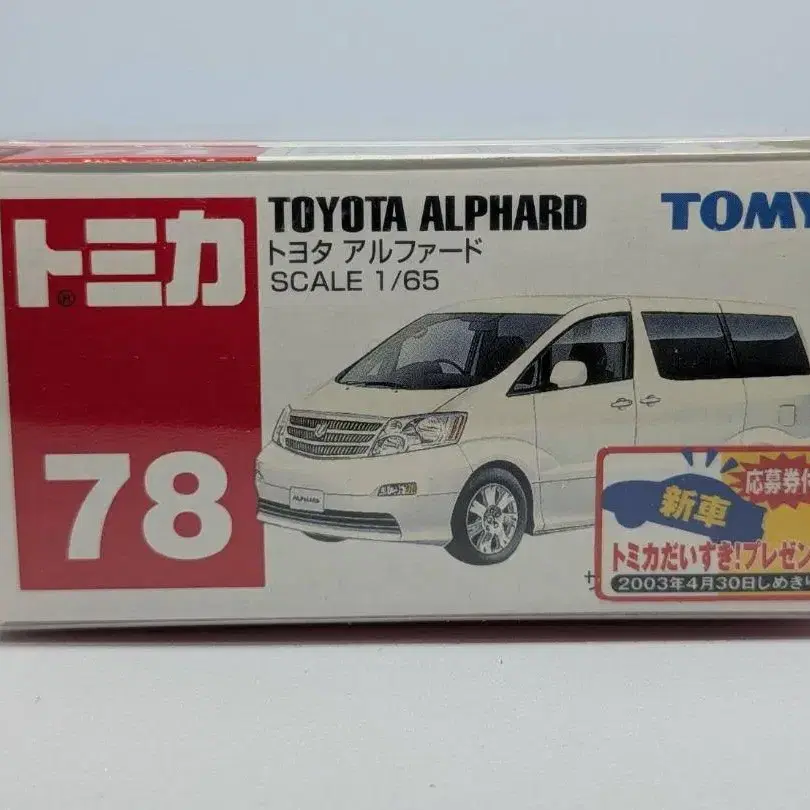 トミカ®
78
TOYOTA ALPHARD
トヨタ アルファード
SCALE 1/65
TOMY
ALPHARD
応募券付
新車
トミカだいすき!プレゼン
2003年4月30日しめきり
サ